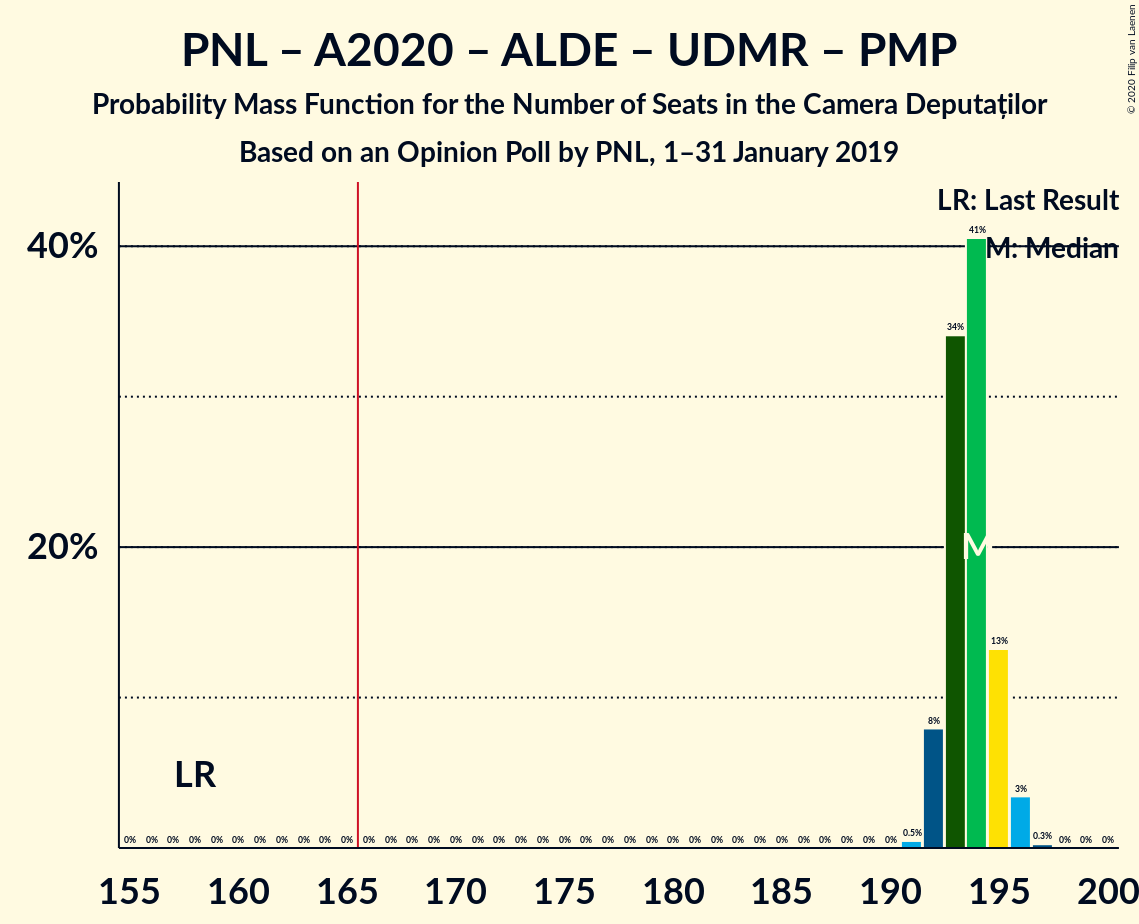 PNL – A2020 – ALDE – UDMR – PMP
Probability Mass Function for the Number of Seats in the Camera Deputaților
Based on an Opinion Poll by PNL, 1–31 January 2019
© 2020 Filip van Laenen
LR: Last Result
M: Median
40%
20%
41%
34%
M
13%
8%
3%
LR
0% 0% 0% 0% 0% 0% 0% 0% 0% 0% 0% 0% 0% 0% 0% 0% 0% 0% 0% 0% 0% 0% 0% 0% 0% 0% 0% 0% 0% 0% 0% 0% 0% 0% 0% 0% 0.5% 0.3% 0% 0% 0%
155 160 165 170 175 180 185 190 195 200